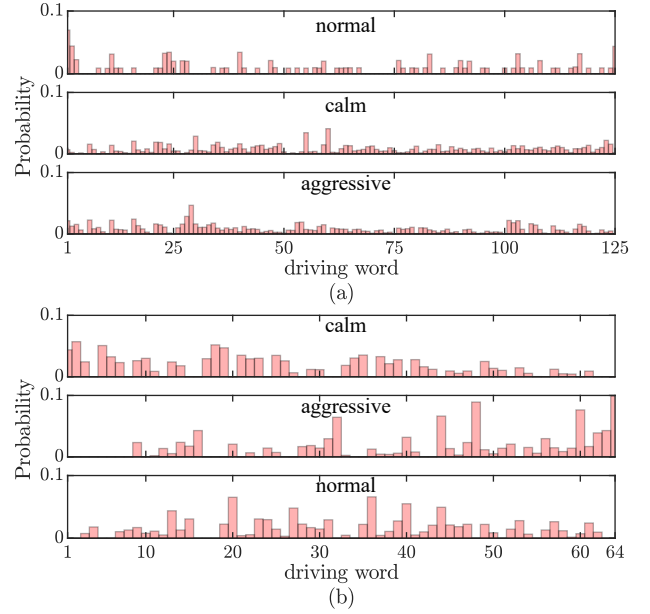 0.1
normal
0
0.1
calm
0
0.1
aggressive
0
Probability
1 25 50 75 100 125
driving word
(a)
0.1
calm
0
0.1
aggressive
0
0.1
normal
0
Probability
1 10 20 30 40 50 60 64
driving word
(b)